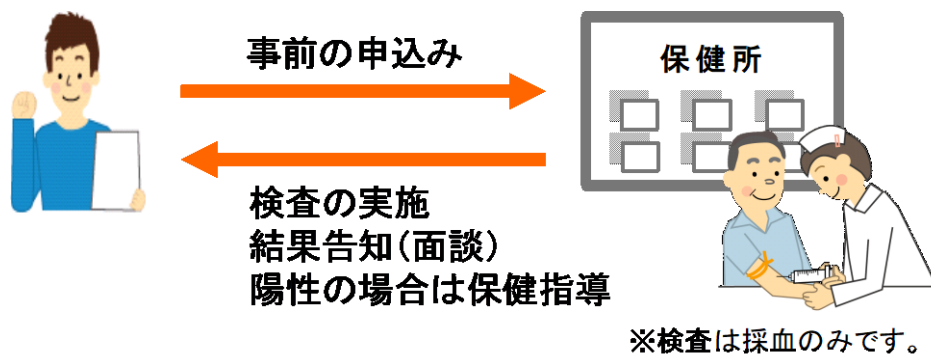 事前の申込み
保健所
検査の実施
結果告知(面談)
陽性の場合は保健指導
※検査は採血のみです。